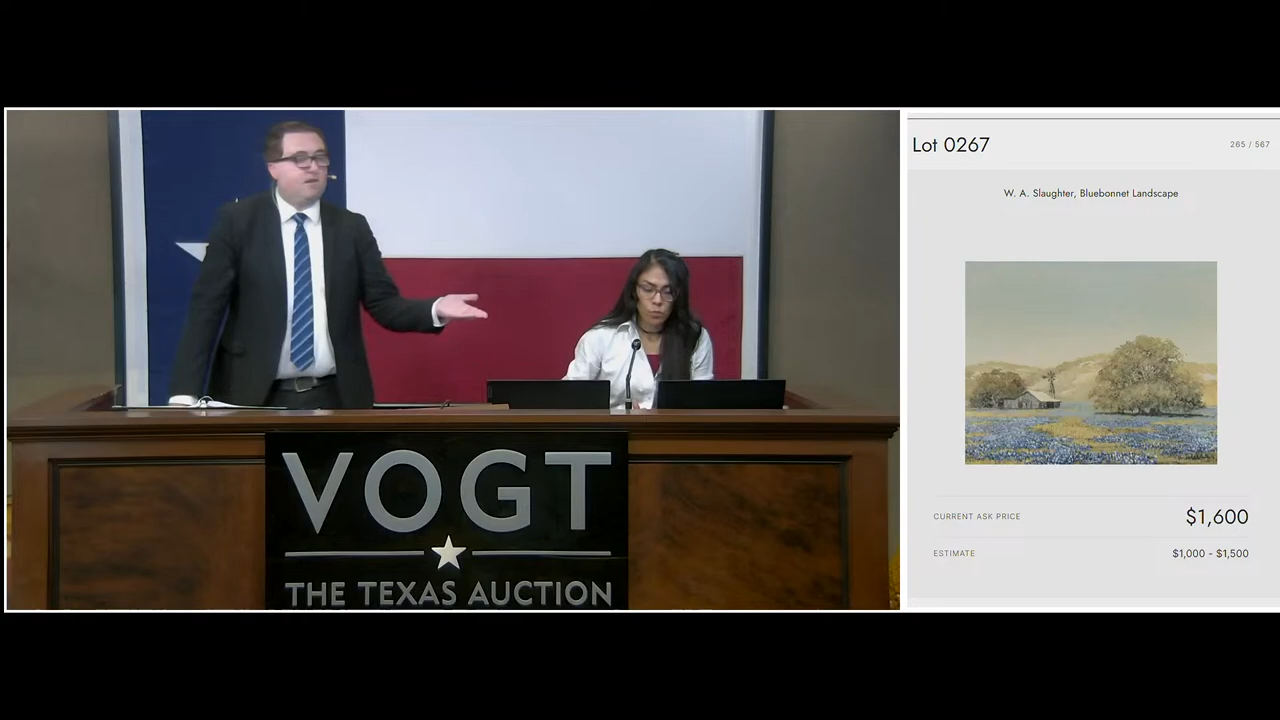 VOGT
THE TEXAS AUCTION
Lot 0267
265 / 567
W. A. Slaughter, Bluebonnet Landscape
CURRENT ASK PRICE
$1,600
ESTIMATE
$1,000 - $1,500